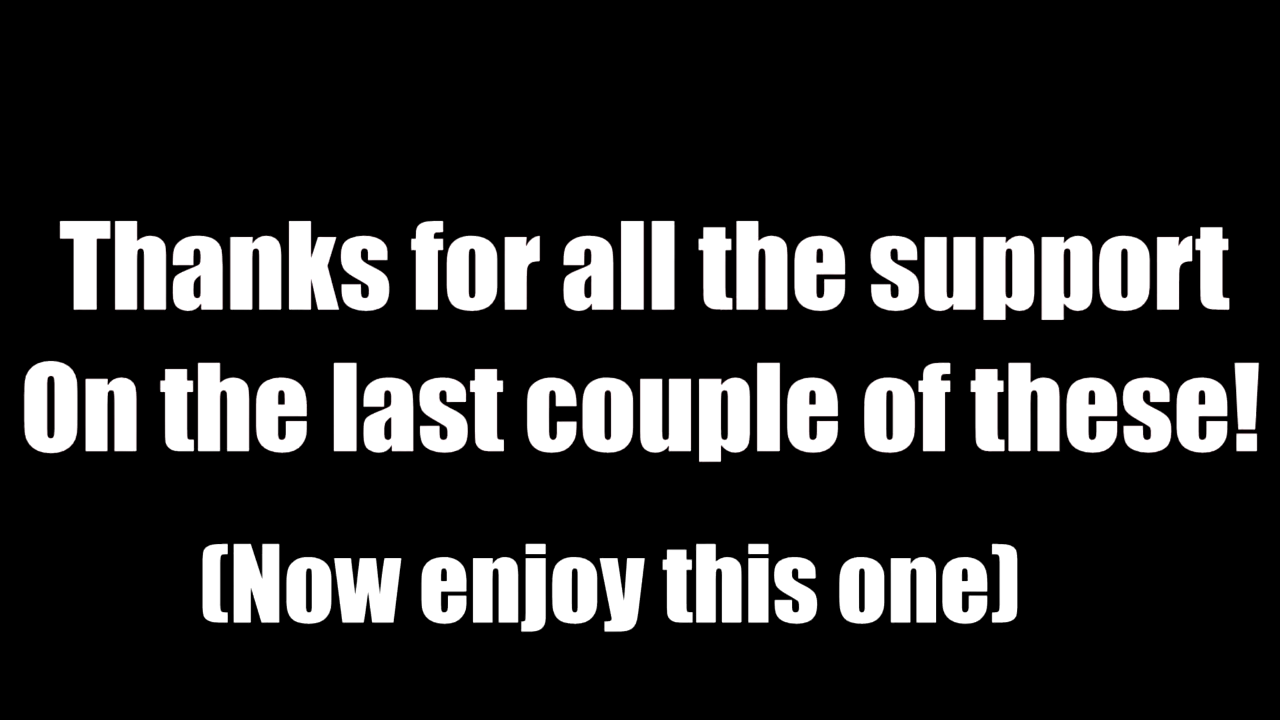 Thanks for all the support
On the last couple of these!
(Now enjoy this one)